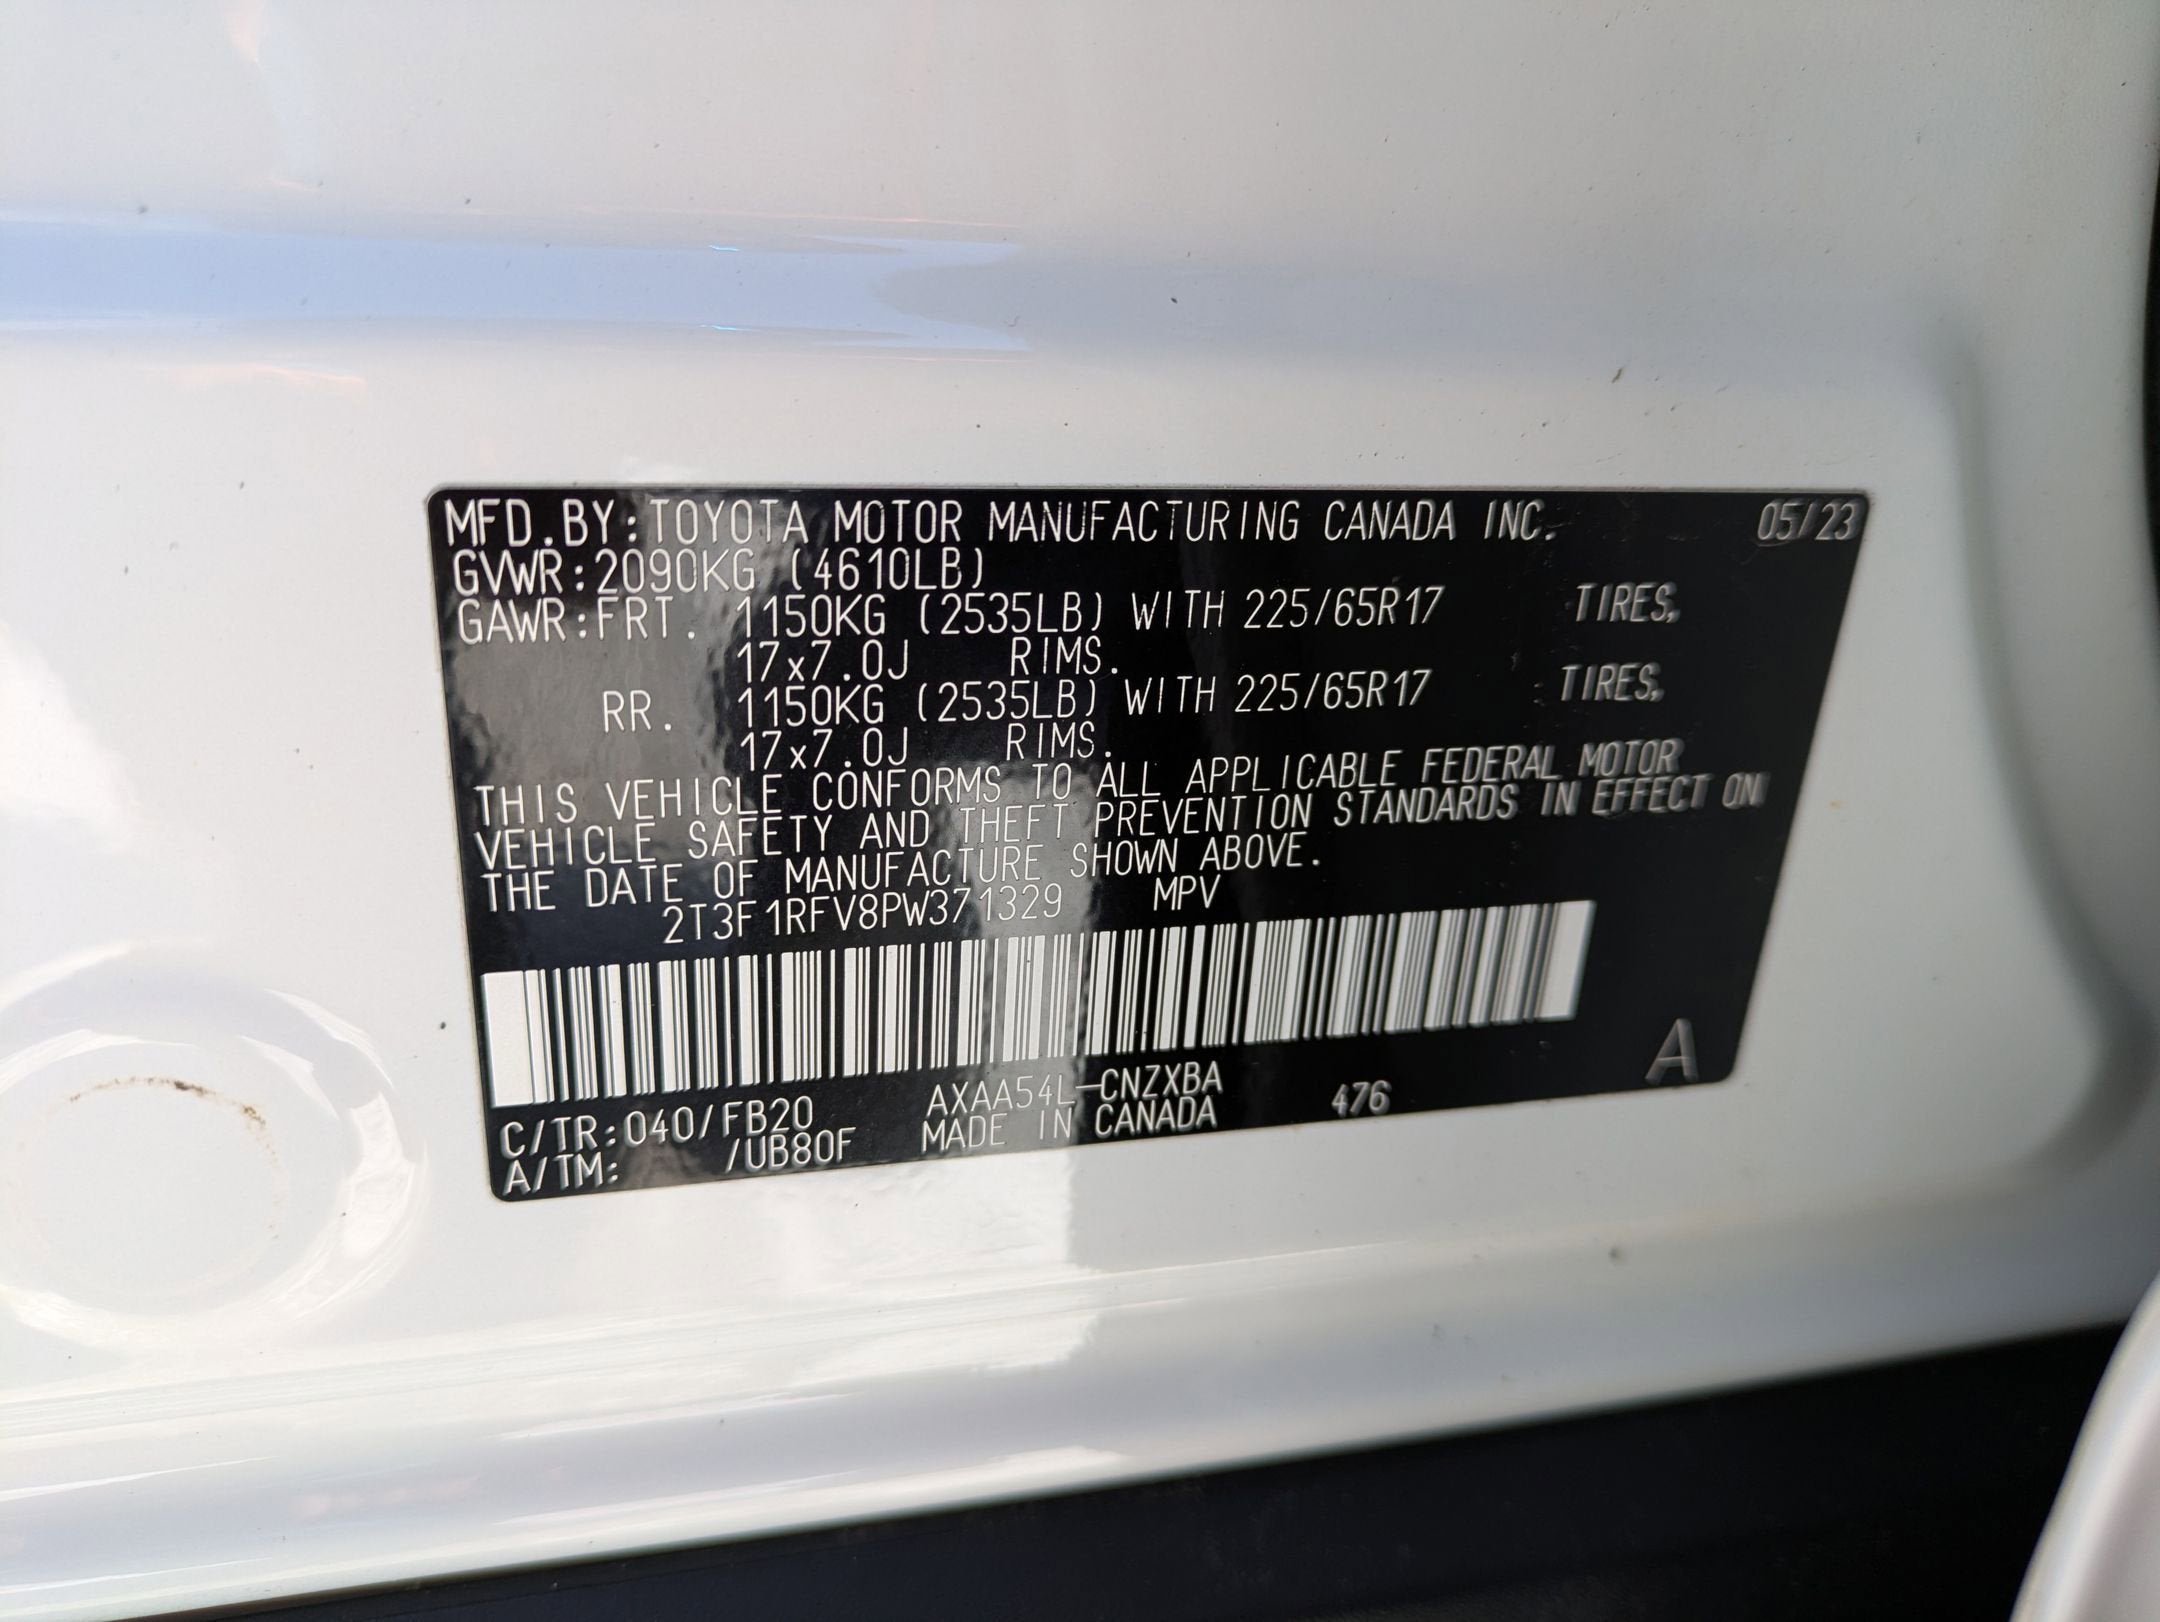 MFD.BY:TOYOTA MOTOR MANUFACTURING CANADA INC. 05/23
GVWR:2090KG (4610LB)
GAWR:FRT. 1150KG (2535LB) WITH 225/65R17 TIRES,
17x7.0J RIMS.
RR. 1150KG (2535LB) WITH 225/65R17 TIRES,
17x7.0J RIMS.
THIS VEHICLE CONFORMS TO ALL APPLICABLE FEDERAL MOTOR
VEHICLE SAFETY AND THEFT PREVENTION STANDARDS IN EFFECT ON
THE DATE OF MANUFACTURE SHOWN ABOVE.
2T3F1RFV8PW371329 MPV
AXAA54L-CNZXBA 476 A
C/TR:040/FB20 MADE IN CANADA
A/TM: /UB80F